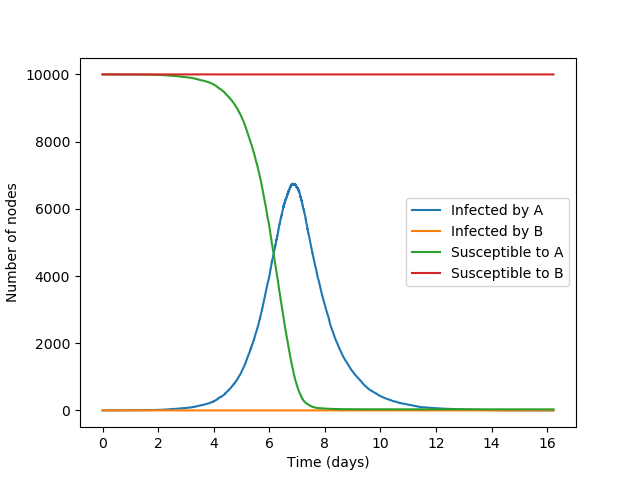 10000
8000
6000
4000
2000
0
Number of nodes
Infected by A
Infected by B
Susceptible to A
Susceptible to B
0 2 4 6 8 10 12 14 16
Time (days)